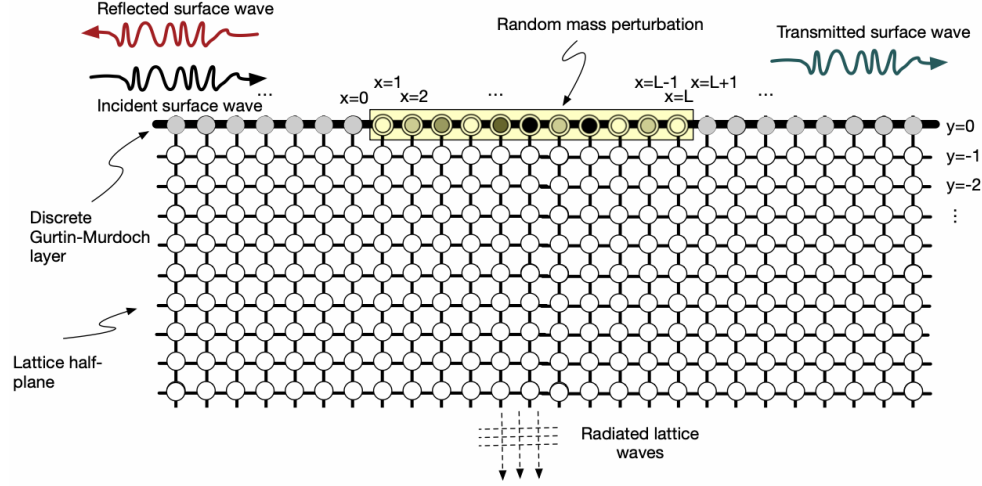 Reflected surface wave
Random mass perturbation
Transmitted surface wave
Incident surface wave
...
x=0
x=1
x=2
...
x=L-1
x=L
x=L+1
...
y=0
y=-1
y=-2
⋮
Discrete
Gurtin-Murdoch
layer
Lattice half-
plane
Radiated lattice
waves